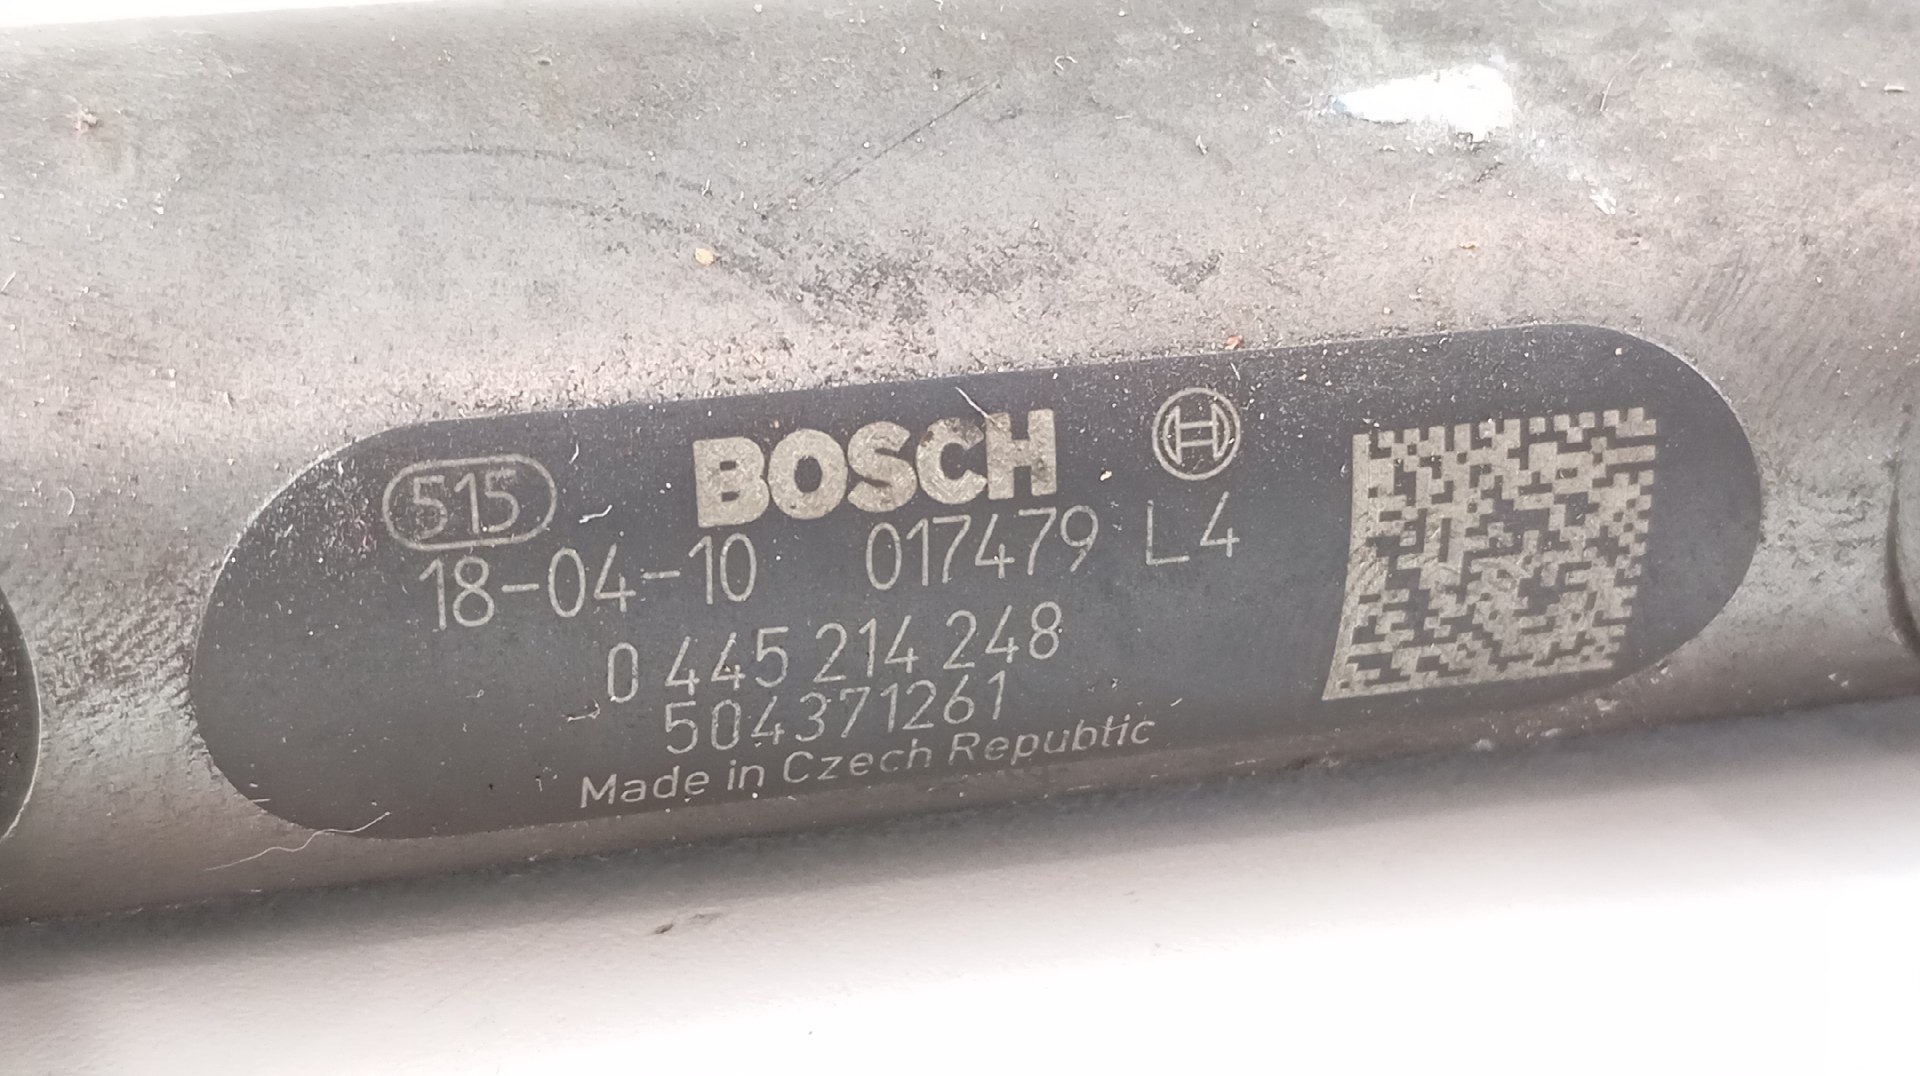 515 BOSCH
18-04-10 017479 L4
0 445 214 248
504371261
Made in Czech Republic